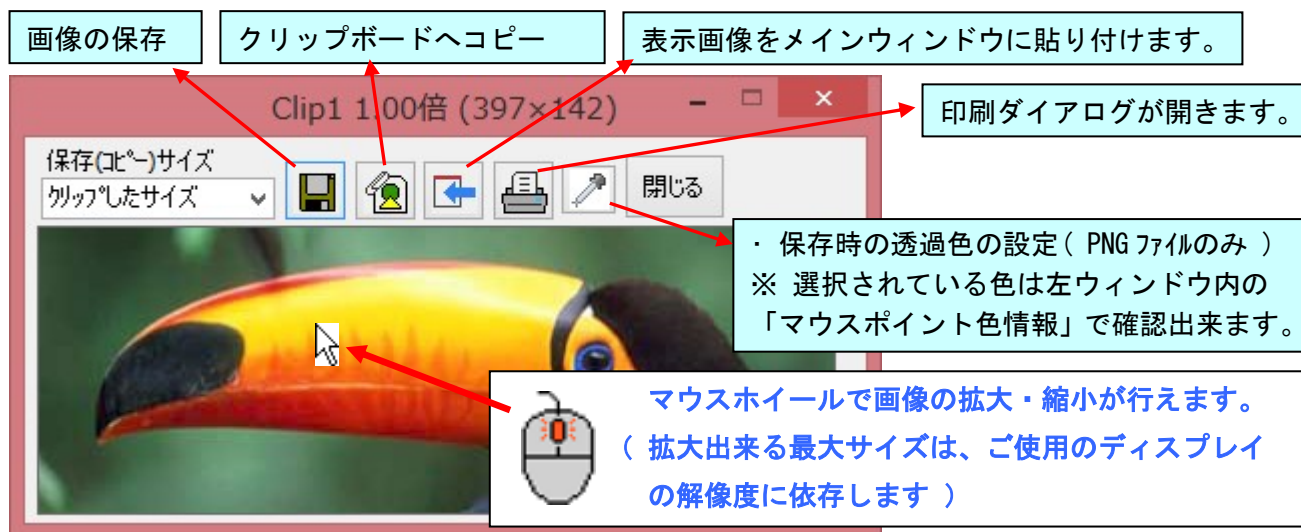 画像の保存
クリップボードへコピー
表示画像をメインウィンドウに貼り付けます。
Clip1 1.00倍 (397×142)
印刷ダイアログが開きます。
保存(ｺﾋﾟｰ)サイズ
ｸﾘｯﾌﾟしたサイズ
閉じる
・ 保存時の透過色の設定( PNG ﾌｧｲﾙのみ )
※ 選択されている色は左ウィンドウ内の
「マウスポイント色情報」で確認出来ます。
マウスホイールで画像の拡大・縮小が行えます。
( 拡大出来る最大サイズは、ご使用のディスプレイ
の解像度に依存します )